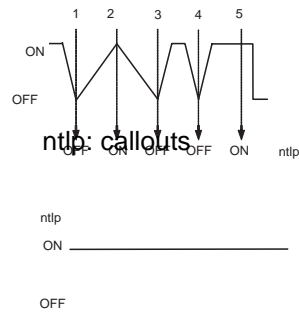 1 2 3 4 5
ON
OFF
ntlp: callouts
OFF ON OFF OFF ON ntlp
ntlp
ON
OFF